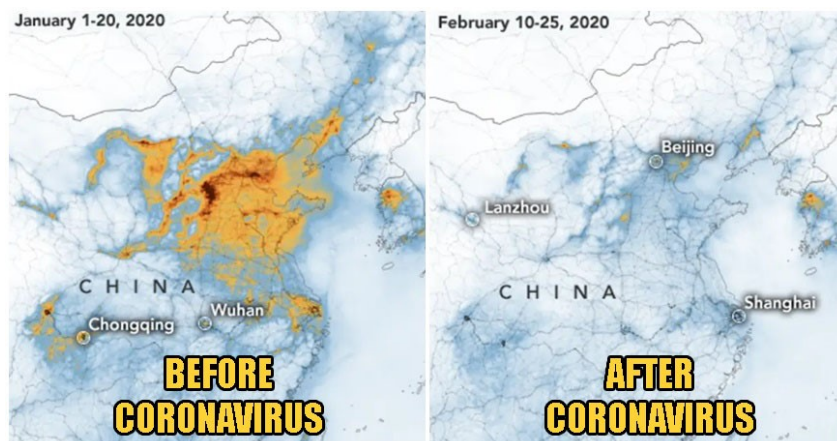 January 1-20, 2020
CHINA
Wuhan
Chongqing
BEFORE
CORONAVIRUS
February 10-25, 2020
Beijing
Lanzhou
CHINA
Shanghai
AFTER
CORONAVIRUS